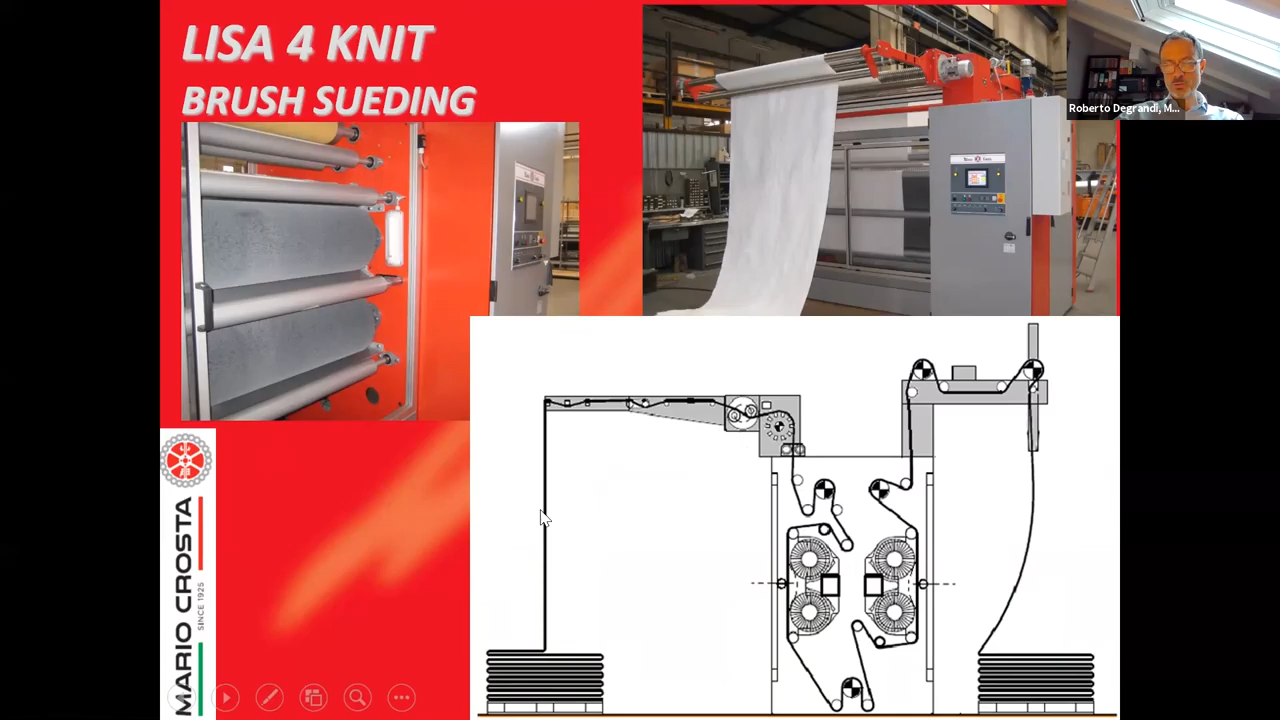 LISA 4 KNIT
BRUSH SUEDING
Roberto Degrandi, M...
MARIO CROSTA
SINCE 1925